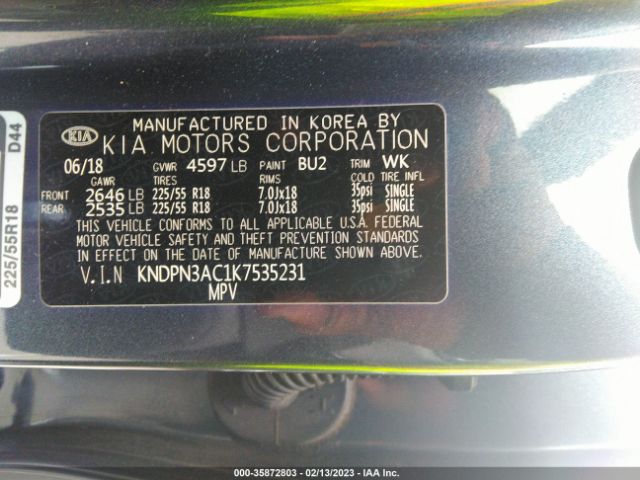 MANUFACTURED IN KOREA BY
KIA KIA MOTORS CORPORATION
06/18 GVWR 4597 LB PAINT BU2 TRIM WK
GAWR TIRES RIMS COLD TIRE INFL
FRONT 2646 LB 225/55 R18 7.0Jx18 35psi SINGLE
REAR 2535 LB 225/55 R18 7.0Jx18 35psi SINGLE
THIS VEHICLE CONFORMS TO ALL APPLICABLE U.S.A. FEDERAL
MOTOR VEHICLE SAFETY AND THEFT PREVENTION STANDARDS
IN EFFECT ON THE DATE OF MANUFACTURE SHOWN ABOVE.
V.I.N KNDPN3AC1K7535231
MPV
225/55R18
D44
000-35872803 - 02/13/2023 - IAA Inc.